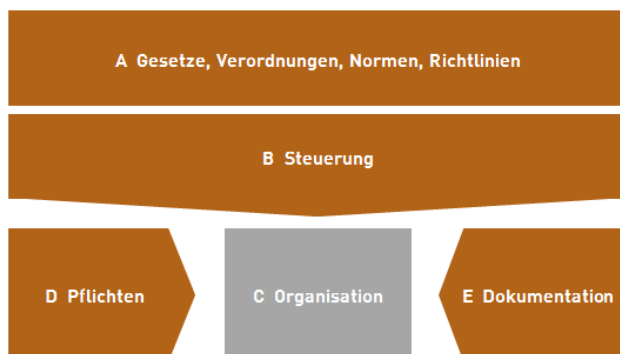 A Gesetze, Verordnungen, Normen, Richtlinien
B Steuerung
D Pflichten
C Organisation
E Dokumentation